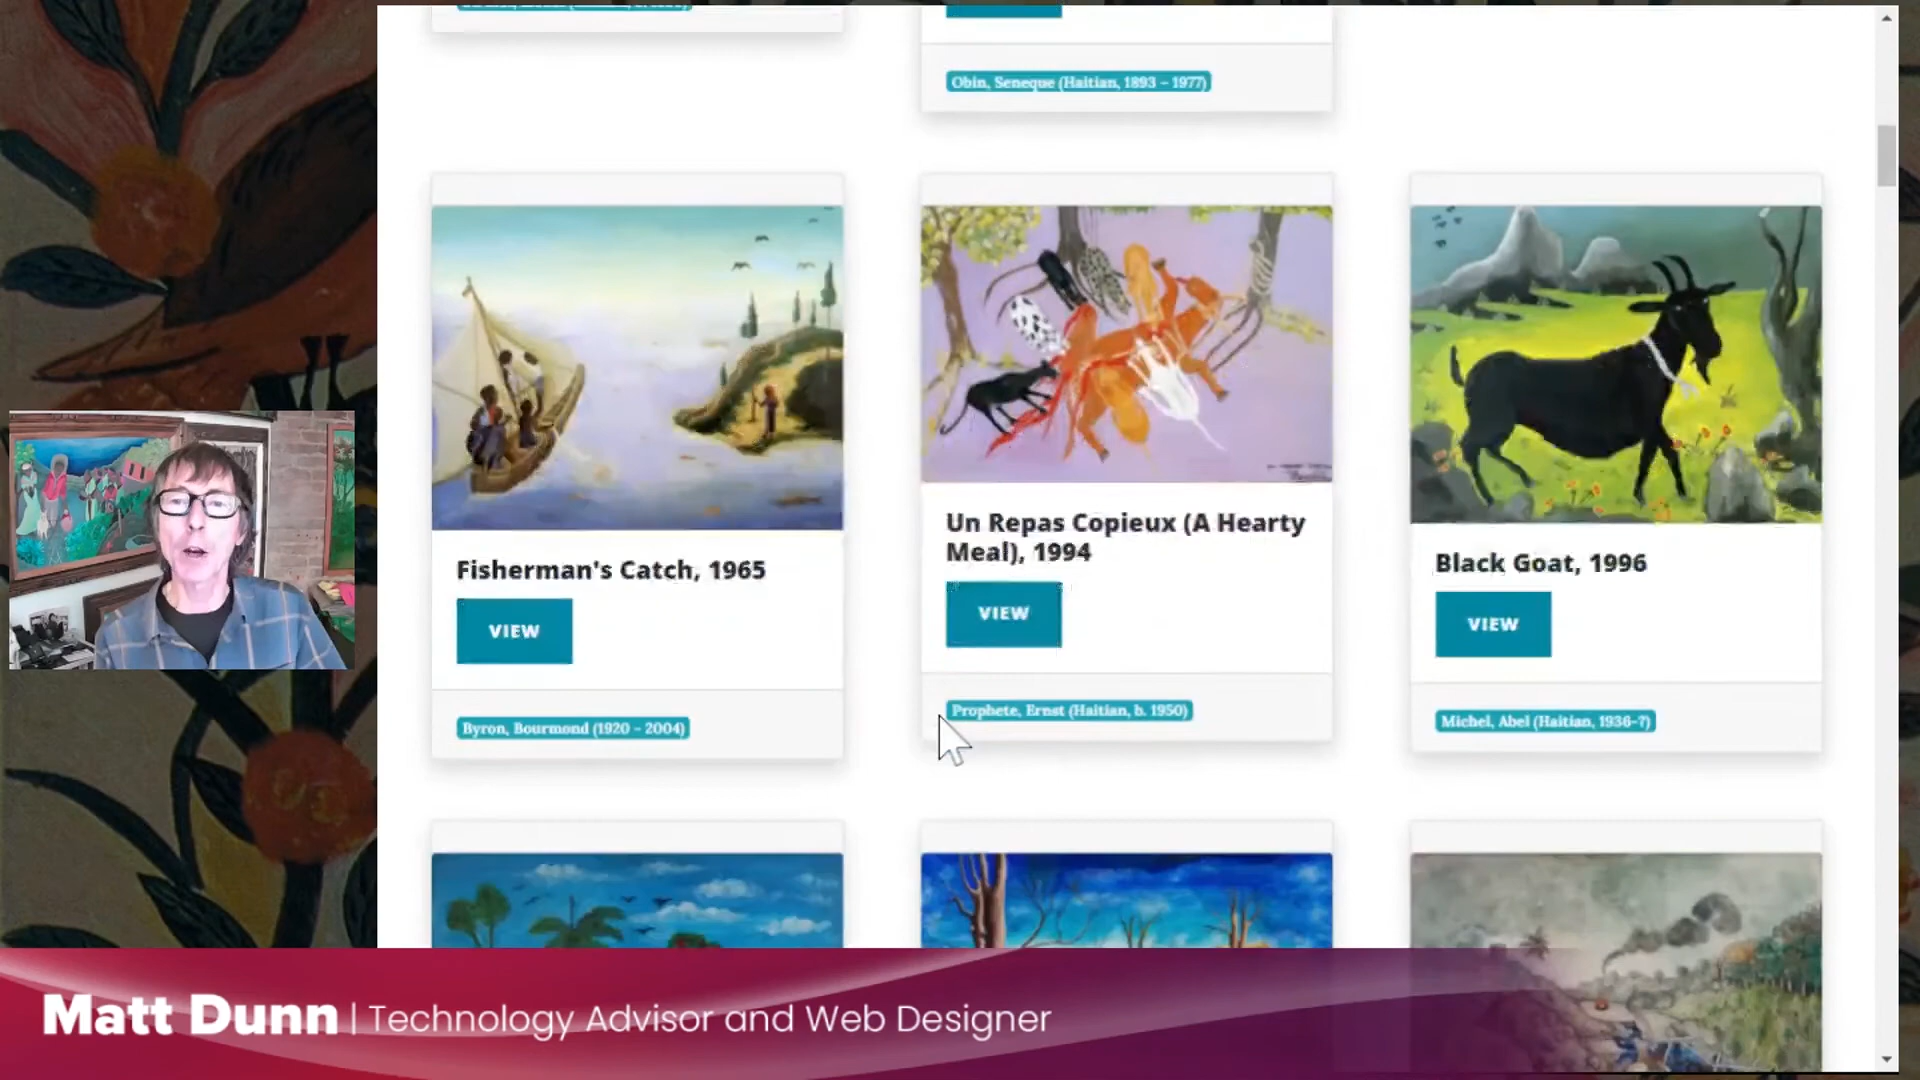 Obin, Seneque (Haitian, 1893 – 1977)
Fisherman's Catch, 1965
VIEW
Byron, Bourmond (1920 - 2004)
Un Repas Copieux (A Hearty
Meal), 1994
VIEW
Prophete, Ernst (Haitian, b. 1950)
Black Goat, 1996
VIEW
Michel, Abel (Haitian, 1936-?)
Matt Dunn | Technology Advisor and Web Designer